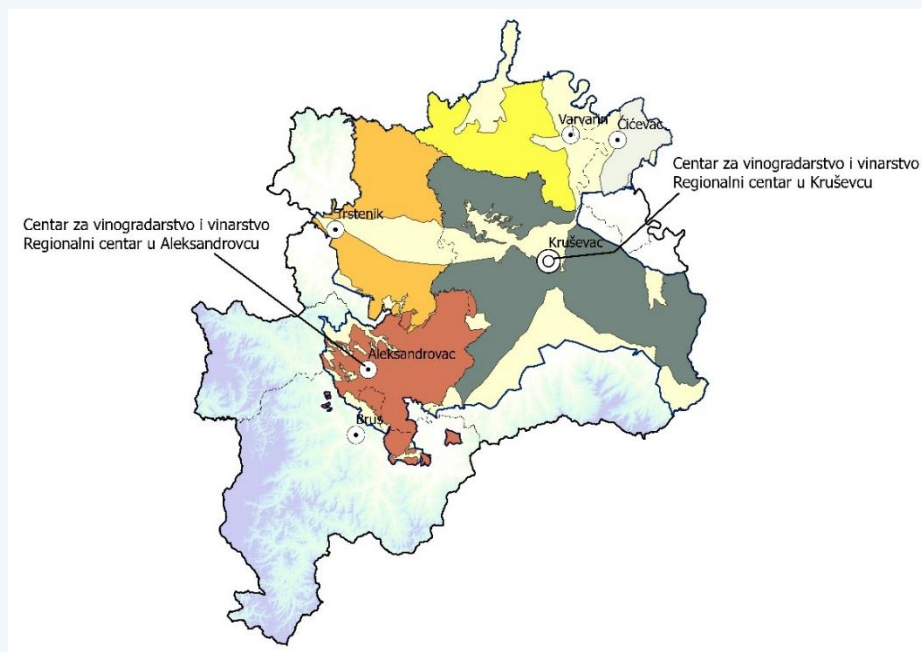 Varvarin
Ćićevac
Centar za vinogradarstvo i vinarstvo
Regionalni centar u Kruševcu
Trstenik
Centar za vinogradarstvo i vinarstvo
Regionalni centar u Aleksandrovcu
Kruševac
Aleksandrovac
Brus